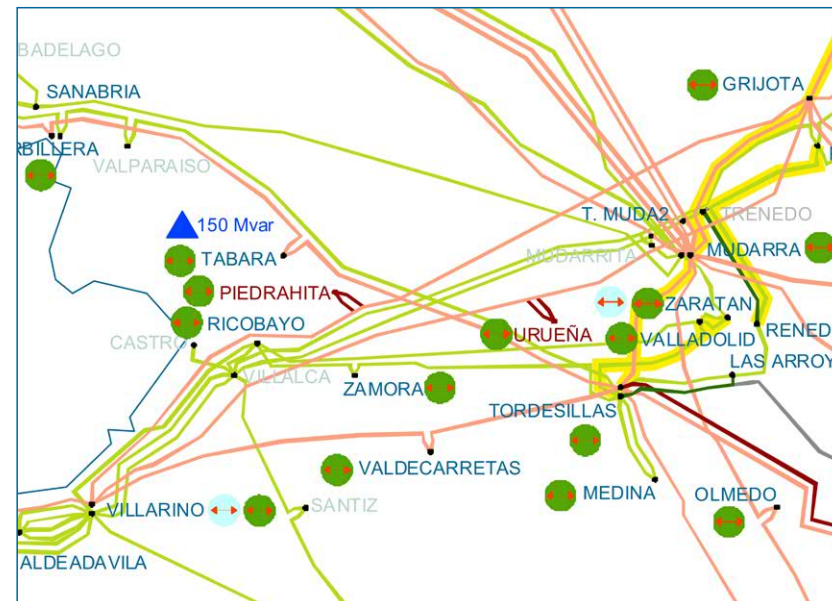 BADELAGO
SANABRIA
GRIJOTA
RBILLERA
VALPARAISO
150 Mvar
T. MUDA2
TRENEDO
TABARA
MUDARRITA
MUDARRA
PIEDRAHITA
ZARATAN
RICOBAYO
URUEÑA
VALLADOLID
RENED
CASTRO
LAS ARROY
VILLALCA
ZAMORA
TORDESILLAS
VALDECARRETAS
MEDINA
OLMEDO
VILLARINO
SANTIZ
ALDEADAVILA